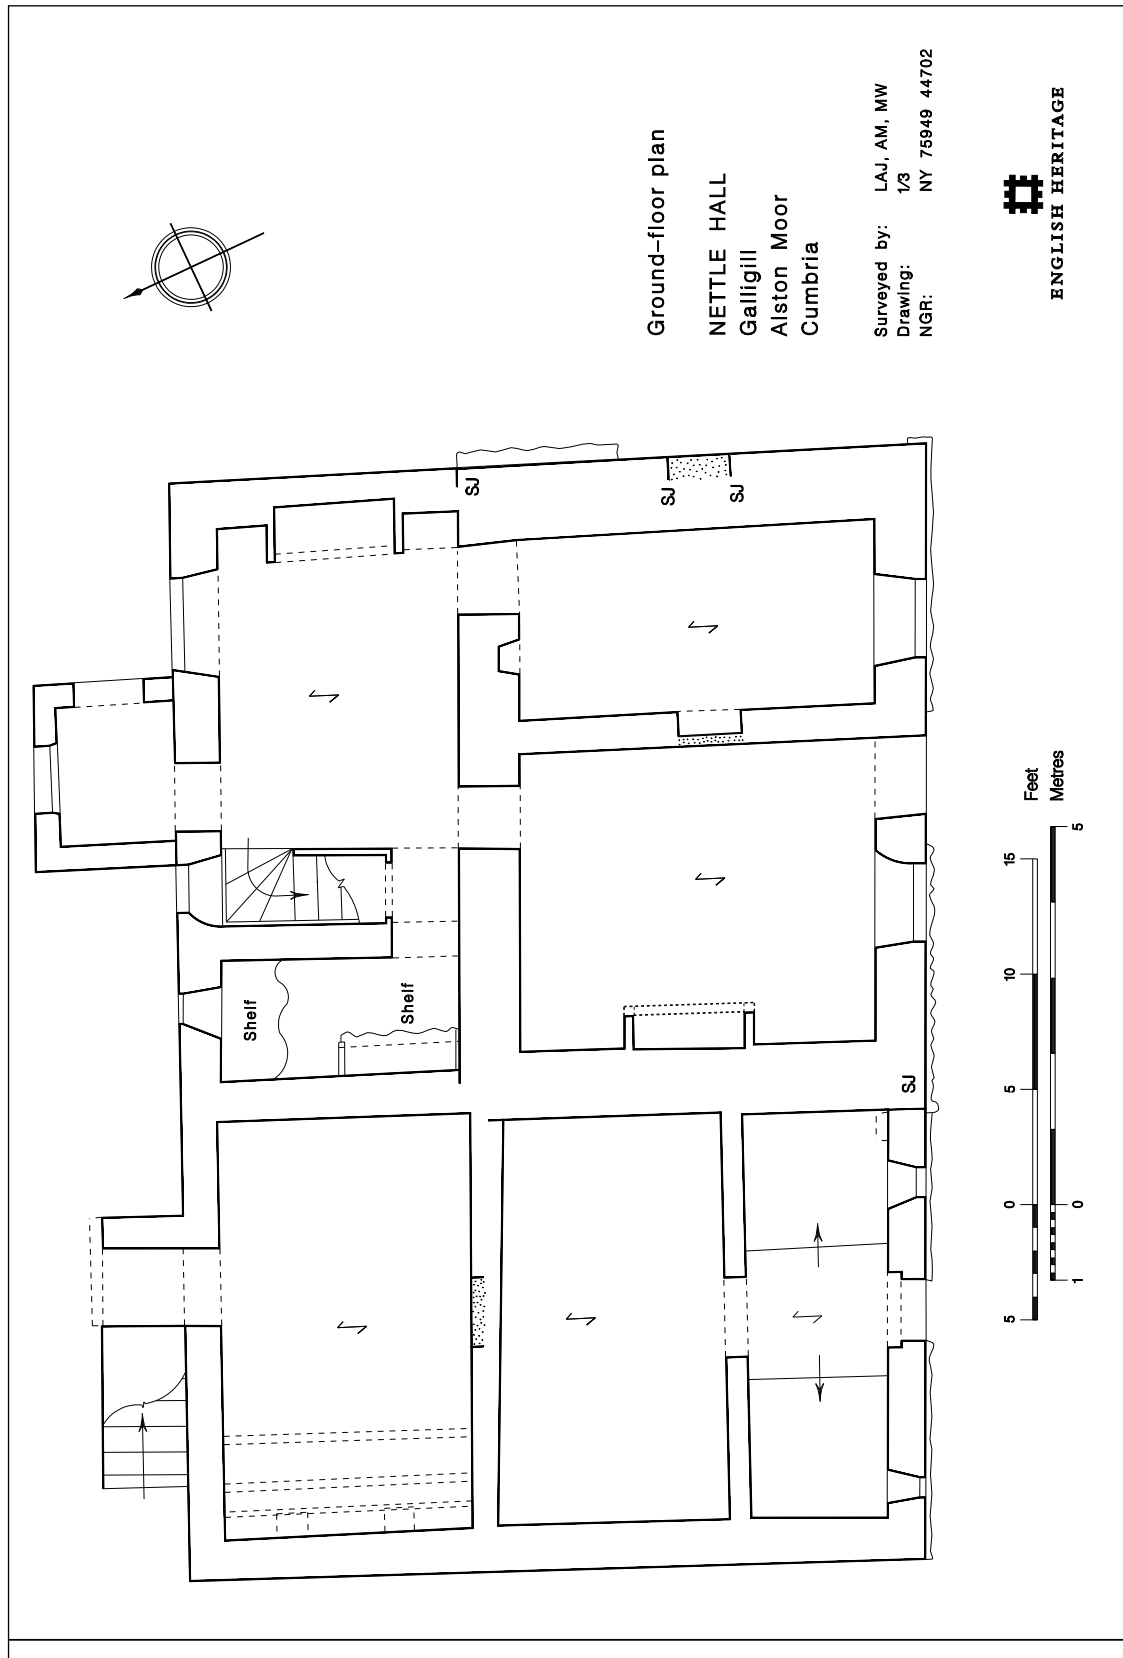 Ground-floor plan
NETTLE HALL
Galligill
Alston Moor
Cumbria
Surveyed by: LAJ, AM, MW
Drawing: 1/3
NGR: NY 75949 44702
ENGLISH HERITAGE
Shelf
Shelf
SJ
SJ
SJ
SJ
5 0 5 10 15 Feet
1 0 5 Metres